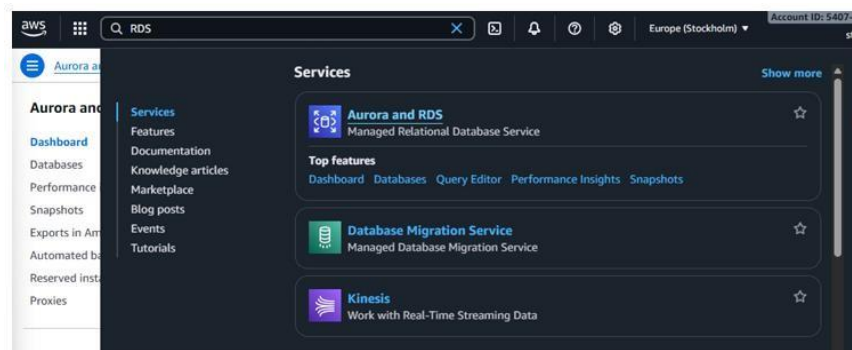 aws
RDS
Europe (Stockholm)
Account ID: 5407-
Aurora a
Aurora and
Dashboard
Databases
Performance
Snapshots
Exports in Am
Automated ba
Reserved insta
Proxies
Services
Features
Documentation
Knowledge articles
Marketplace
Blog posts
Events
Tutorials
Services
Show more
Aurora and RDS
Managed Relational Database Service
Top features
Dashboard Databases Query Editor Performance Insights Snapshots
Database Migration Service
Managed Database Migration Service
Kinesis
Work with Real-Time Streaming Data